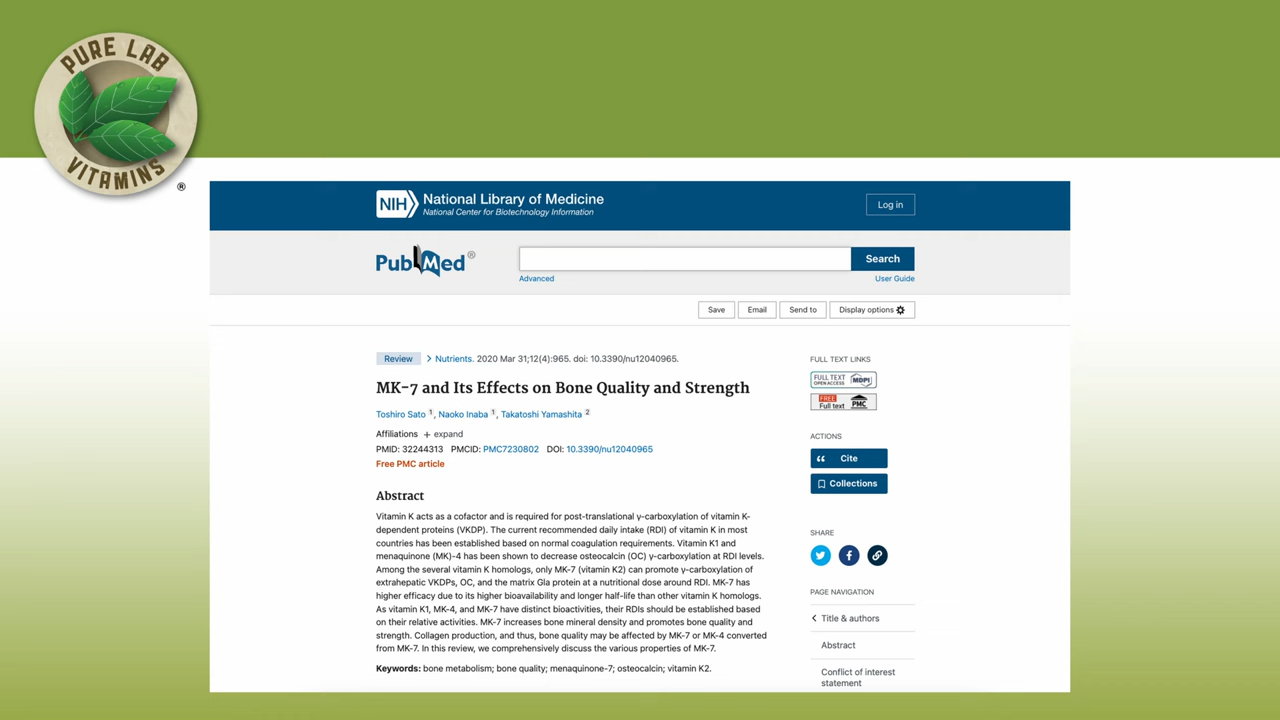 PURE LAB
VITAMINS
®
NIH
National Library of Medicine
National Center for Biotechnology Information
Log in
PubMed®
Search
Advanced
User Guide
Save
Email
Send to
Display options
Review
Nutrients. 2020 Mar 31;12(4):965. doi: 10.3390/nu12040965.
MK-7 and Its Effects on Bone Quality and Strength
Toshiro Sato 1, Naoko Inaba 1, Takatoshi Yamashita 2
Affiliations + expand
PMID: 32244313 PMCID: PMC7230802 DOI: 10.3390/nu12040965
Free PMC article
Abstract
Vitamin K acts as a cofactor and is required for post-translational γ-carboxylation of vitamin K-
dependent proteins (VKDP). The current recommended daily intake (RDI) of vitamin K in most
countries has been established based on normal coagulation requirements. Vitamin K1 and
menaquinone (MK)-4 has been shown to decrease osteocalcin (OC) γ-carboxylation at RDI levels.
Among the several vitamin K homologs, only MK-7 (vitamin K2) can promote γ-carboxylation of
extrahepatic VKDPs, OC, and the matrix Gla protein at a nutritional dose around RDI. MK-7 has
higher efficacy due to its higher bioavailability and longer half-life than other vitamin K homologs.
As vitamin K1, MK-4, and MK-7 have distinct bioactivities, their RDIs should be established based
on their relative activities. MK-7 increases bone mineral density and promotes bone quality and
strength. Collagen production, and thus, bone quality may be affected by MK-7 or MK-4 converted
from MK-7. In this review, we comprehensively discuss the various properties of MK-7.
Keywords: bone metabolism; bone quality; menaquinone-7; osteocalcin; vitamin K2.
FULL TEXT LINKS
FULL TEXT
OPEN ACCESS
MDPI
FREE
Full text
PMC
ACTIONS
Cite
Collections
SHARE
PAGE NAVIGATION
Title & authors
Abstract
Conflict of interest
statement